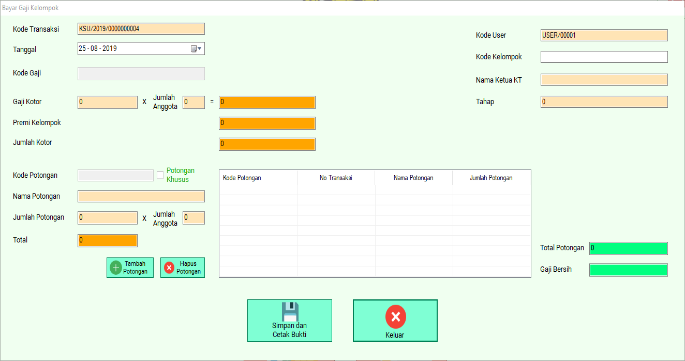 Bayar Gaji Kelompok
Kode Transaksi KSU/2019/0000000004
Tanggal 25 - 08 - 2019
Kode Gaji
Gaji Kotor 0 X Jumlah Anggota 0 = 0
Premi Kelompok 0
Jumlah Kotor 0
Kode User USER/00001
Kode Kelompok
Nama Ketua KT
Tahap 0
Kode Potongan Potongan Khusus
Nama Potongan
Jumlah Potongan 0 X Jumlah Anggota 0
Total 0
Tambah Potongan
Hapus Potongan
Kode Potongan No Transaksi Nama Potongan Jumlah Potongan
Total Potongan 0
Gaji Bersih
Simpan dan
Cetak Bukti
Keluar